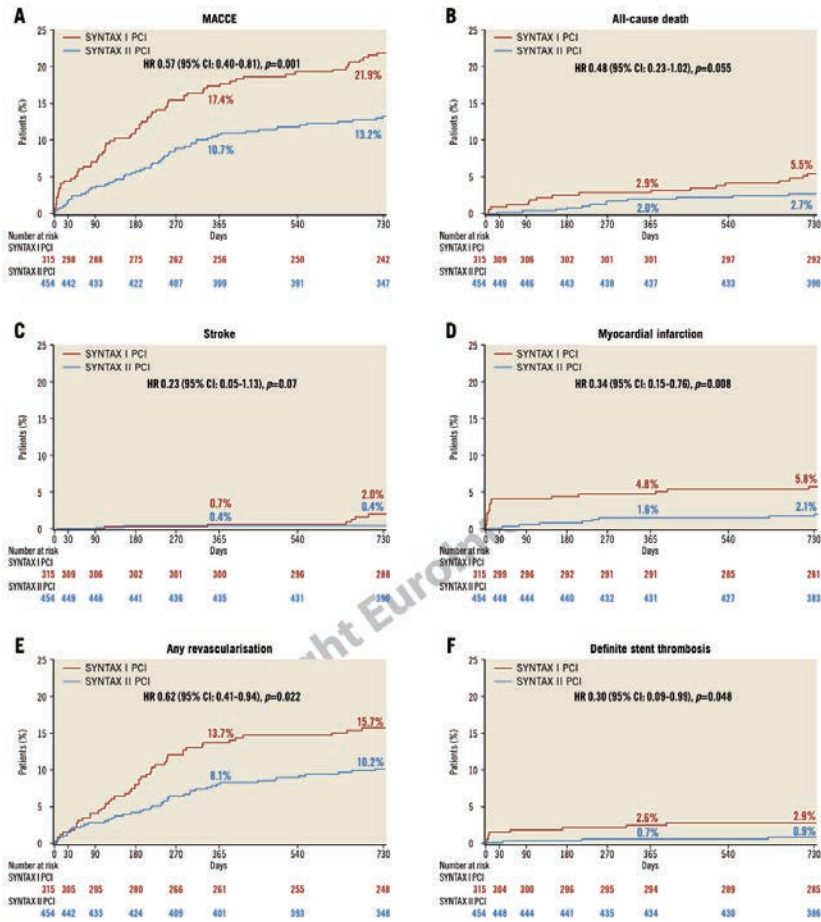 A
MACCE
SYNTAX I PCI
SYNTAX II PCI
HR 0.57 (95% CI: 0.40-0.81), p=0.001
Patients (%)
25
20
15
10
5
0
17.4%
21.9%
10.7%
13.2%
0 30 90 180 270 365 540 730
Days
Number at risk
SYNTAX I PCI
315 298 288 275 262 256 250 242
SYNTAX II PCI
454 442 433 422 407 399 391 347
B
All-cause death
SYNTAX I PCI
SYNTAX II PCI
HR 0.48 (95% CI: 0.23-1.02), p=0.055
Patients (%)
25
20
15
10
5
0
2.9%
5.5%
2.0%
2.7%
0 30 90 180 270 365 540 730
Days
Number at risk
SYNTAX I PCI
315 309 306 302 301 301 297 292
SYNTAX II PCI
454 449 446 443 438 437 433 390
C
Stroke
SYNTAX I PCI
SYNTAX II PCI
HR 0.23 (95% CI: 0.05-1.13), p=0.07
Patients (%)
25
20
15
10
5
0
0.7%
2.0%
0.4%
0.4%
0 30 90 180 270 365 540 730
Days
Number at risk
SYNTAX I PCI
315 309 306 302 301 300 296 288
SYNTAX II PCI
454 449 446 441 436 435 431 390
D
Myocardial infarction
SYNTAX I PCI
SYNTAX II PCI
HR 0.34 (95% CI: 0.15-0.76), p=0.008
Patients (%)
25
20
15
10
5
0
4.8%
5.8%
1.6%
2.1%
0 30 90 180 270 365 540 730
Days
Number at risk
SYNTAX I PCI
315 299 296 292 291 291 285 281
SYNTAX II PCI
454 448 444 440 432 431 427 383
E
Any revascularisation
SYNTAX I PCI
SYNTAX II PCI
HR 0.62 (95% CI: 0.41-0.94), p=0.022
Patients (%)
25
20
15
10
5
0
13.7%
15.7%
8.1%
10.2%
0 30 90 180 270 365 540 730
Days
Number at risk
SYNTAX I PCI
315 305 295 280 266 261 255 248
SYNTAX II PCI
454 442 433 424 409 401 393 348
F
Definite stent thrombosis
SYNTAX I PCI
SYNTAX II PCI
HR 0.30 (95% CI: 0.09-0.99), p=0.048
Patients (%)
25
20
15
10
5
0
2.6%
2.9%
0.7%
0.9%
0 30 90 180 270 365 540 730
Days
Number at risk
SYNTAX I PCI
315 304 300 296 295 294 289 285
SYNTAX II PCI
454 448 444 441 435 434 430 386